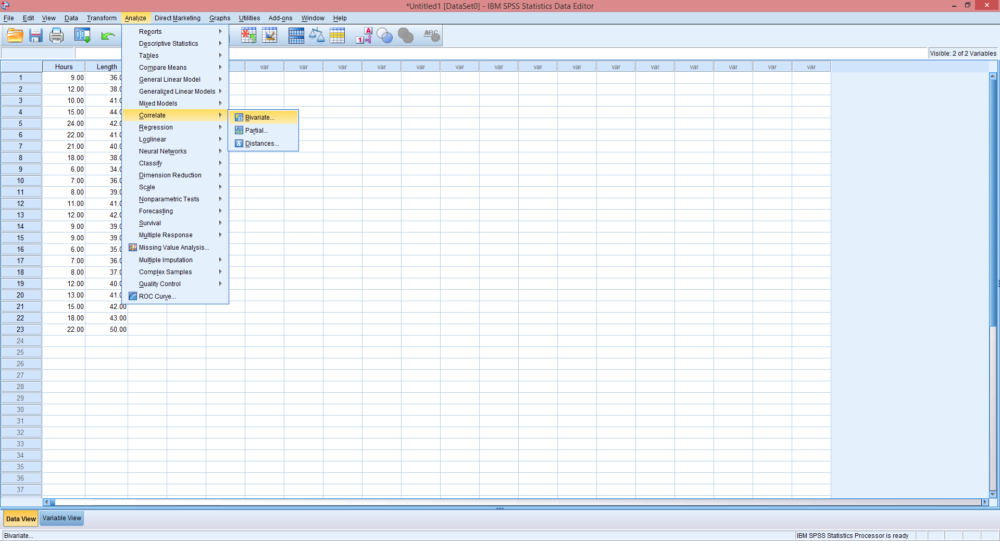 *Untitled1 [DataSet0] - IBM SPSS Statistics Data Editor
File Edit View Data Transform Analyze Direct Marketing Graphs Utilities Add-ons Window Help
Visible: 2 of 2 Variables
Hours Length var var var var var var var var var var var var var var var
Reports
Descriptive Statistics
Tables
Compare Means
General Linear Model
Generalized Linear Models
Mixed Models
Correlate
Regression
Loglinear
Neural Networks
Classify
Dimension Reduction
Scale
Nonparametric Tests
Forecasting
Survival
Multiple Response
Missing Value Analysis...
Multiple Imputation
Complex Samples
Quality Control
ROC Curve...
Bivariate...
Partial...
Distances...
1 9.00 36.0
2 12.00 38.0
3 10.00 41.0
4 15.00 44.0
5 24.00 42.0
6 22.00 41.0
7 21.00 40.0
8 18.00 38.0
9 6.00 34.0
10 7.00 36.0
11 8.00 39.0
12 11.00 41.0
13 12.00 42.0
14 9.00 39.0
15 9.00 39.0
16 6.00 35.0
17 7.00 36.0
18 8.00 37.0
19 12.00 40.0
20 13.00 41.0
21 15.00 42.00
22 18.00 43.00
23 22.00 50.00
24
25
26
27
28
29
30
31
32
33
34
35
36
37
Data View Variable View
Bivariate... IBM SPSS Statistics Processor is ready